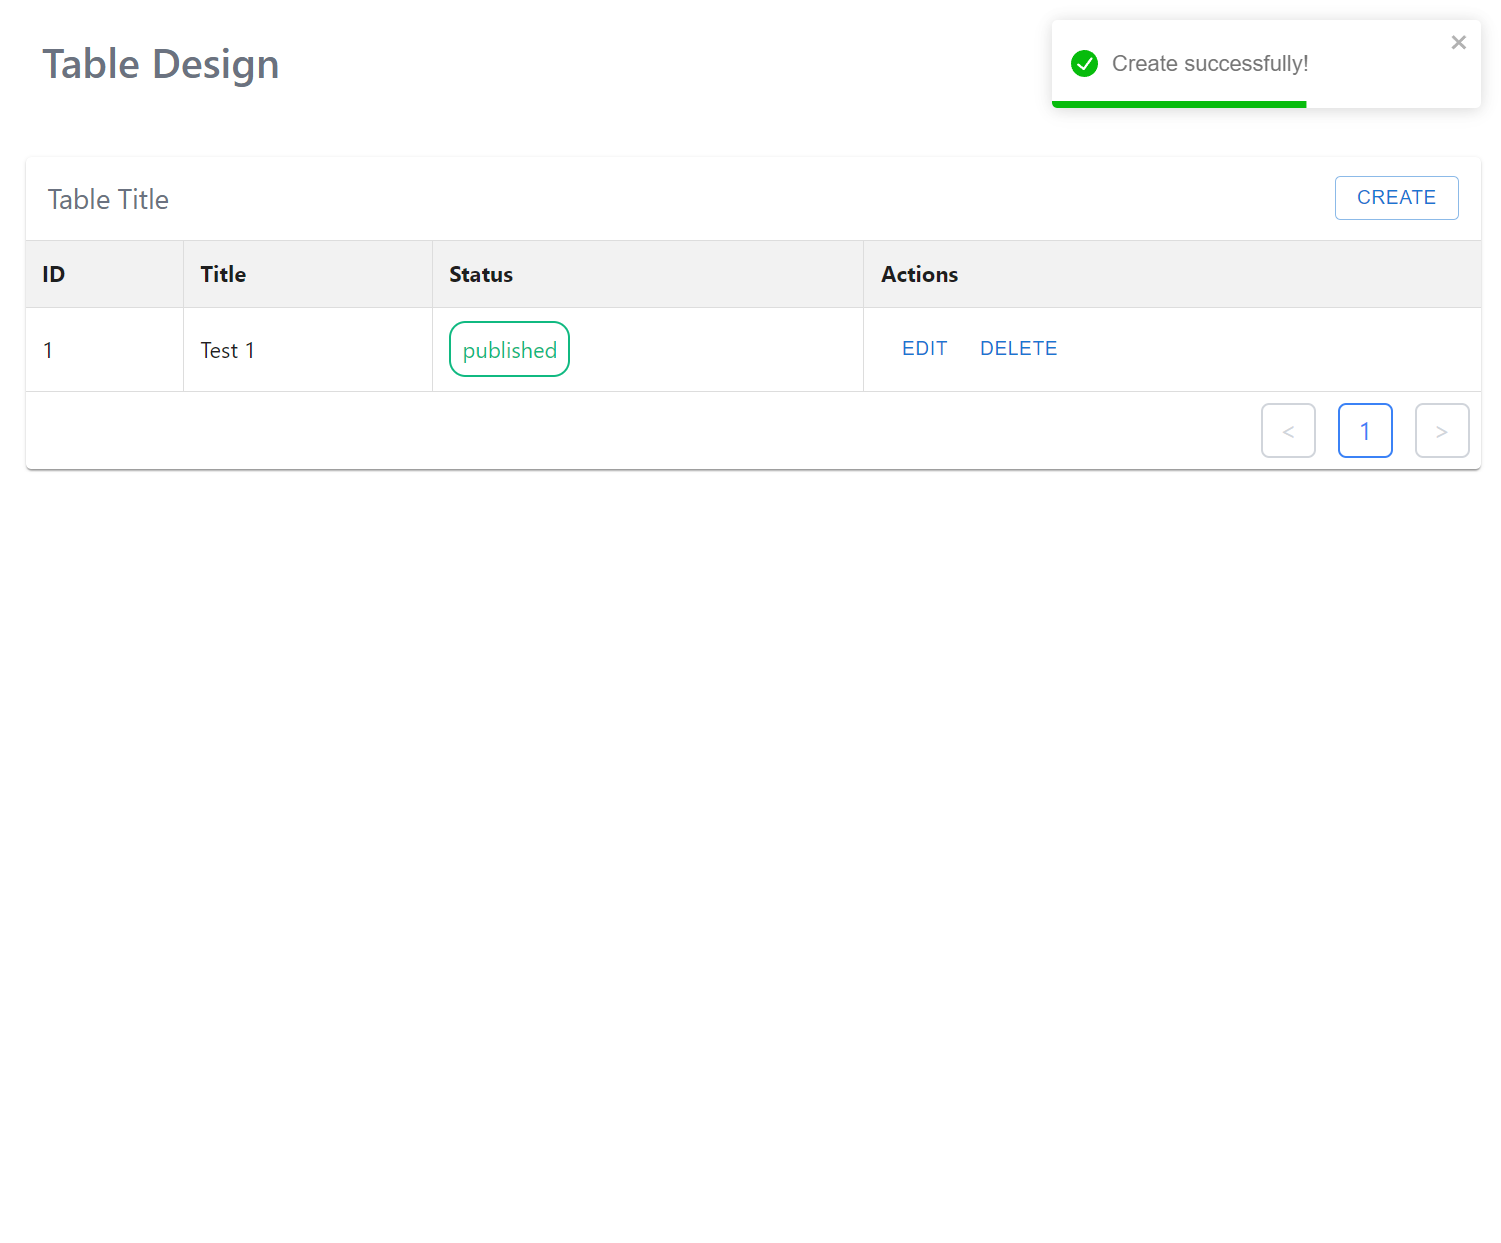 Table Design
Create successfully!
Table Title
CREATE
ID Title Status Actions
1 Test 1 published EDIT DELETE
< 1 >